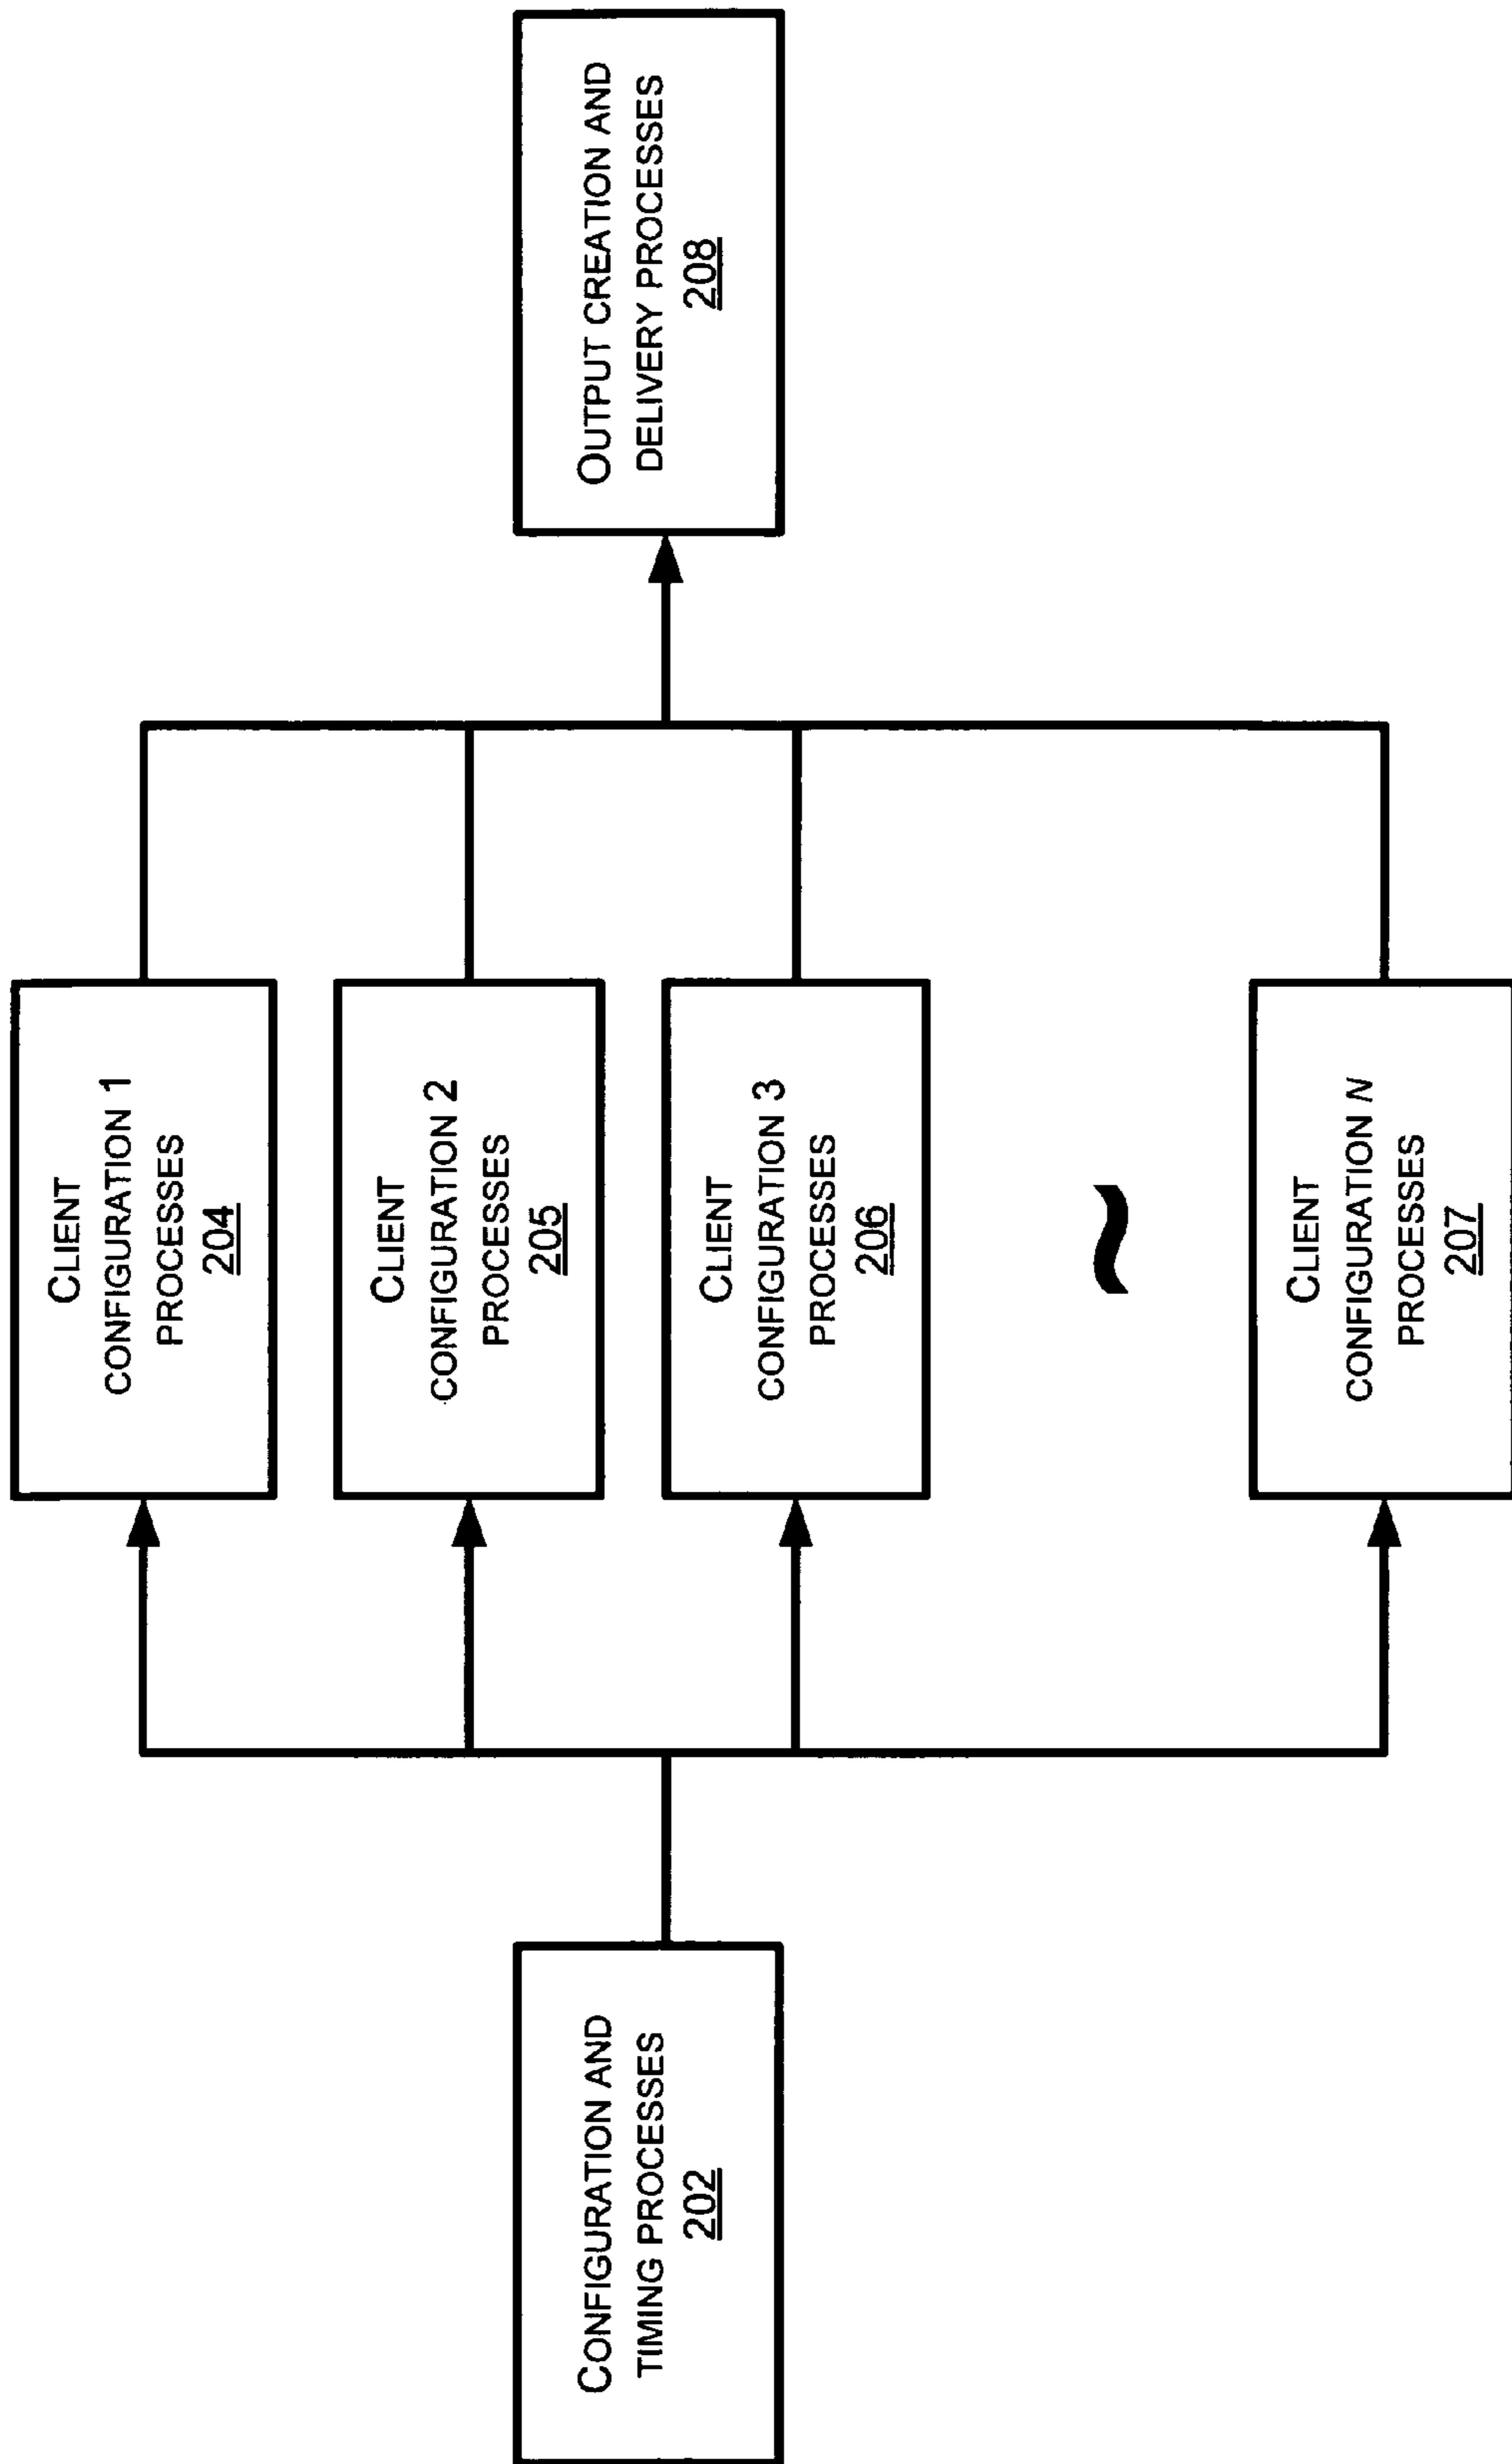 CONFIGURATION AND
TIMING PROCESSES
202
CLIENT
CONFIGURATION 1
PROCESSES
204
CLIENT
CONFIGURATION 2
PROCESSES
205
CLIENT
CONFIGURATION 3
PROCESSES
206
~
CLIENT
CONFIGURATION N
PROCESSES
207
OUTPUT CREATION AND
DELIVERY PROCESSES
208